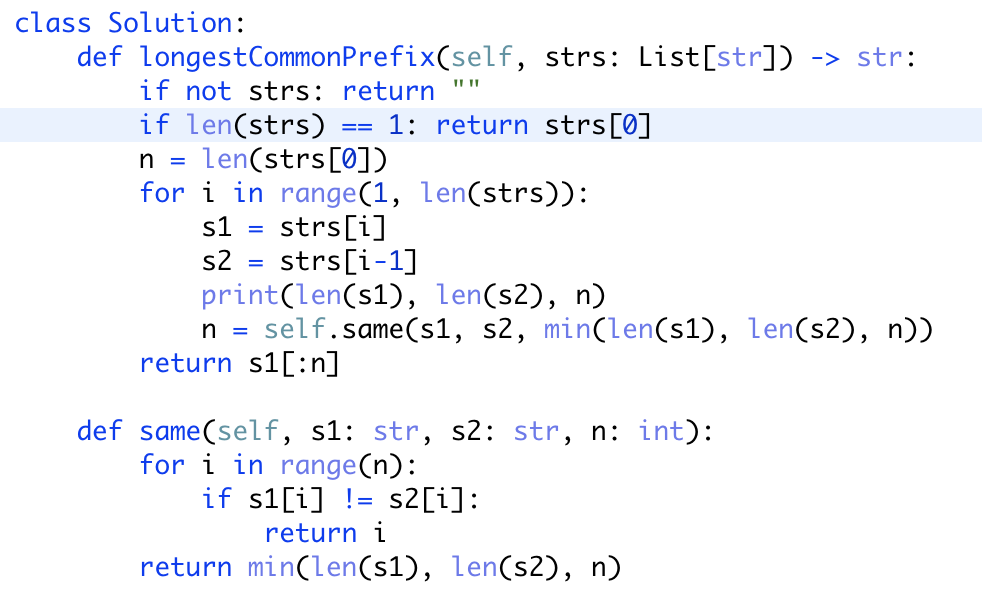 class Solution:
    def longestCommonPrefix(self, strs: List[str]) -> str:
        if not strs: return ""
        if len(strs) == 1: return strs[0]
        n = len(strs[0])
        for i in range(1, len(strs)):
            s1 = strs[i]
            s2 = strs[i-1]
            print(len(s1), len(s2), n)
            n = self.same(s1, s2, min(len(s1), len(s2), n))
        return s1[:n]

    def same(self, s1: str, s2: str, n: int):
        for i in range(n):
            if s1[i] != s2[i]:
                return i
        return min(len(s1), len(s2), n)